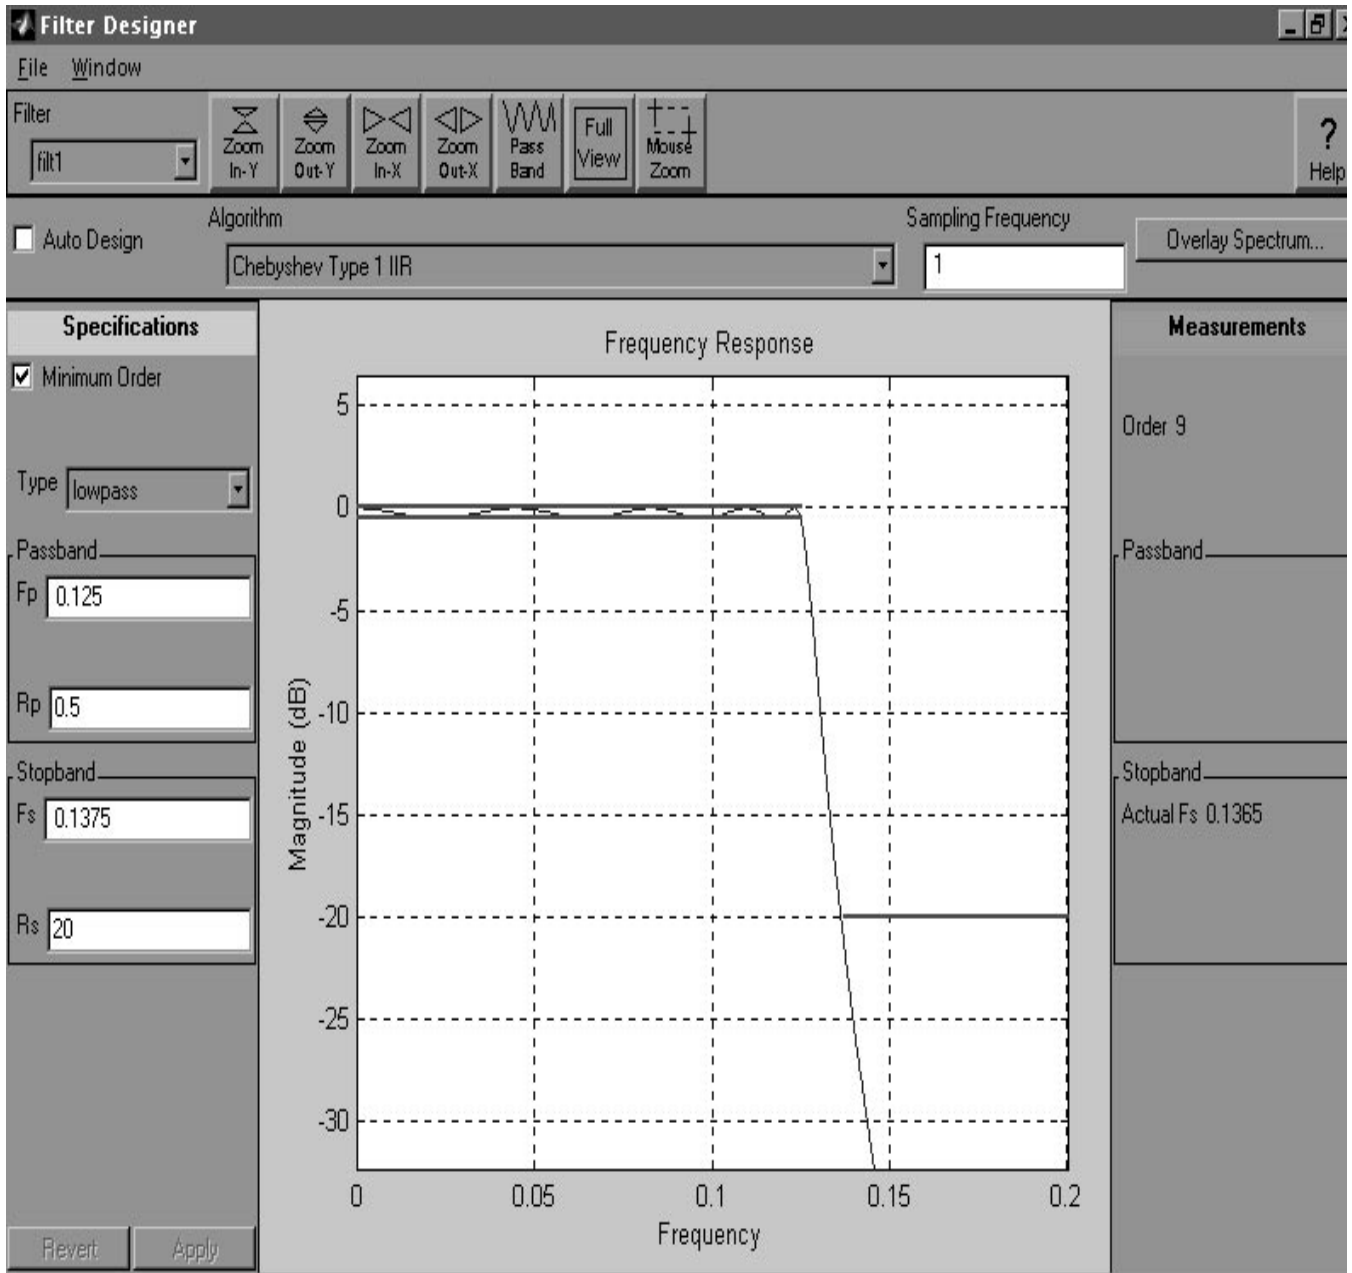 Filter Designer
File Window
Filter
filt1
Zoom In-Y
Zoom Out-Y
Zoom In-X
Zoom Out-X
Pass Band
Full View
Mouse Zoom
? Help
Auto Design
Algorithm
Chebyshev Type 1 IIR
Sampling Frequency
1
Overlay Spectrum...
Specifications
Minimum Order
Type lowpass
Passband
Fp 0.125
Rp 0.5
Stopband
Fs 0.1375
Rs 20
Revert Apply
Frequency Response
Magnitude (dB)
5
0
-5
-10
-15
-20
-25
-30
0 0.05 0.1 0.15 0.2
Frequency
Measurements
Order 9
Passband
Stopband
Actual Fs 0.1365